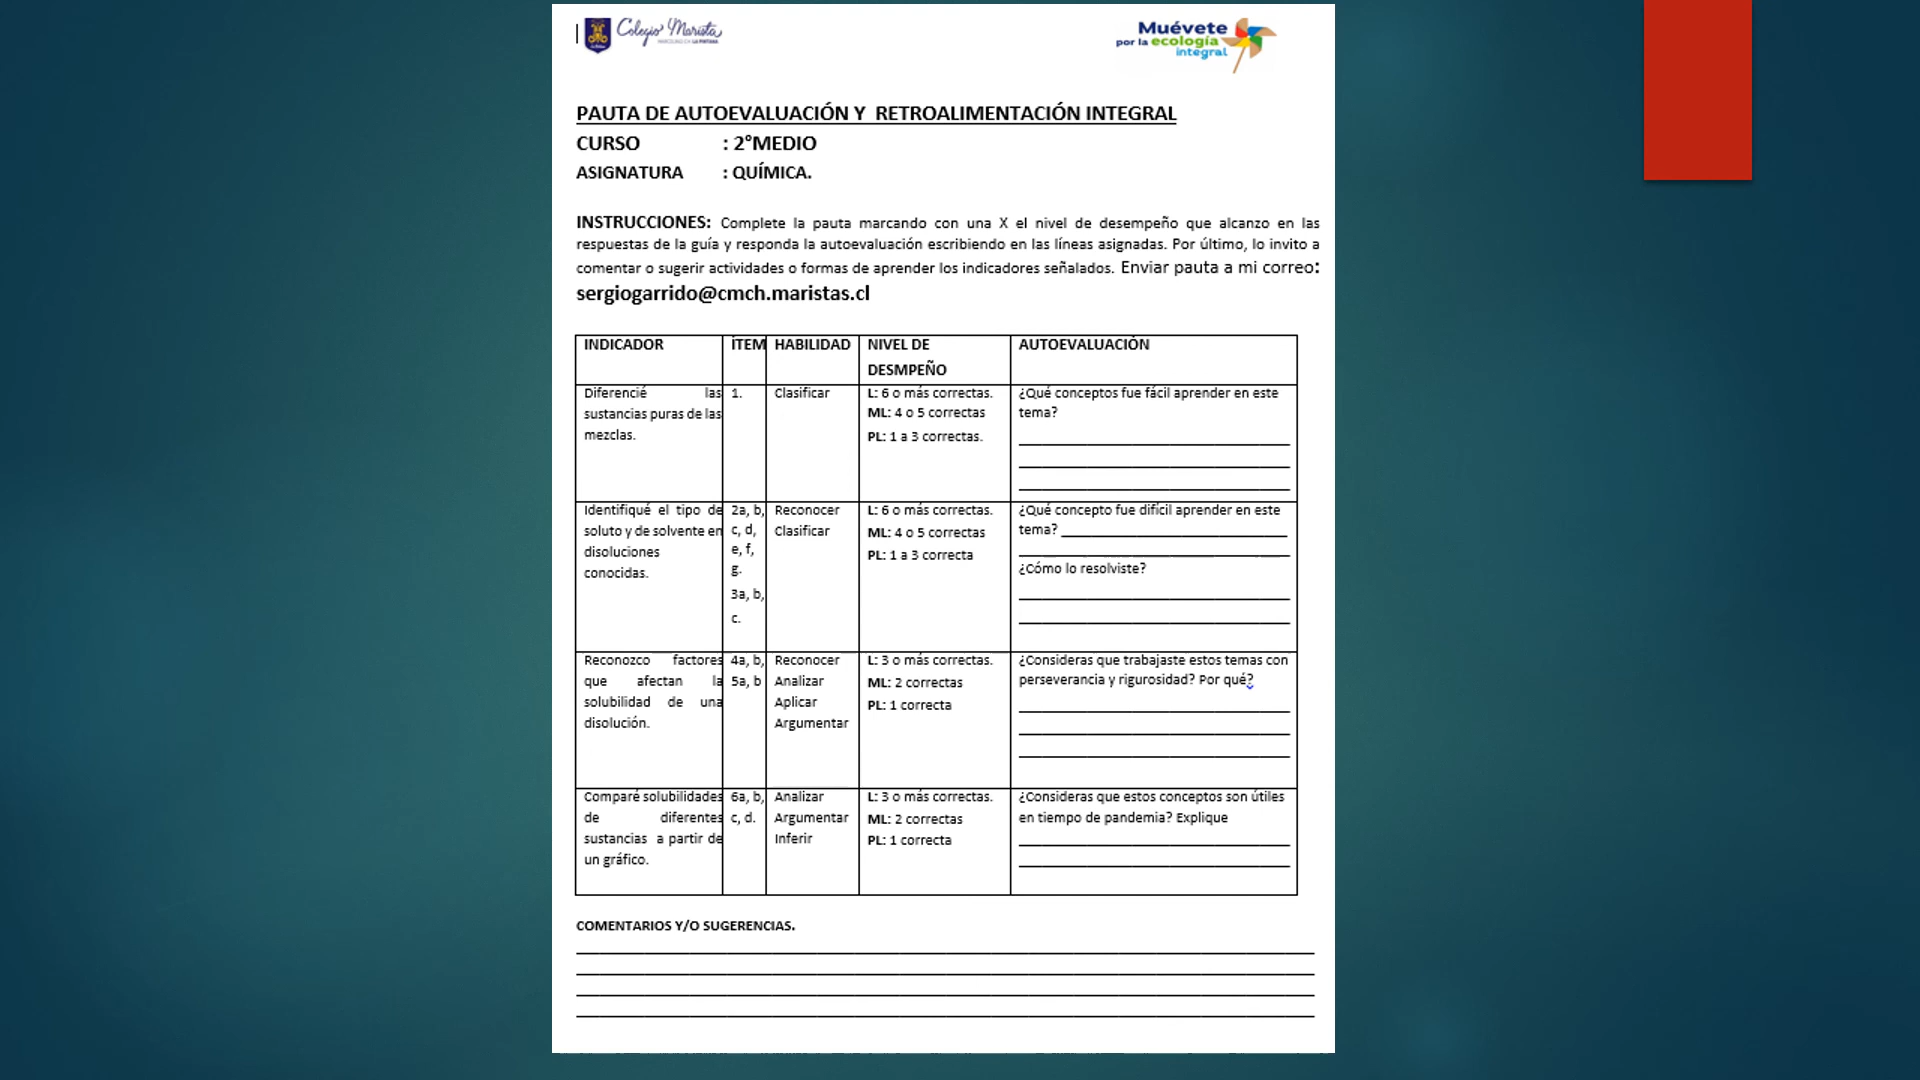 Colegio Marista
Muévete
por la ecología
integral
PAUTA DE AUTOEVALUACIÓN Y RETROALIMENTACIÓN INTEGRAL
CURSO : 2°MEDIO
ASIGNATURA : QUÍMICA.
INSTRUCCIONES: Complete la pauta marcando con una X el nivel de desempeño que alcanzo en las
respuestas de la guía y responda la autoevaluación escribiendo en las líneas asignadas. Por último, lo invito a
comentar o sugerir actividades o formas de aprender los indicadores señalados. Enviar pauta a mi correo:
sergiogarrido@cmch.maristas.cl
INDICADOR
ÍTEM
HABILIDAD
NIVEL DE
DESMPEÑO
AUTOEVALUACIÓN
Diferencié las
sustancias puras de las
mezclas.
1.
Clasificar
L: 6 o más correctas.
ML: 4 o 5 correctas
PL: 1 a 3 correctas.
¿Qué conceptos fue fácil aprender en este
tema?
Identifiqué el tipo de
soluto y de solvente en
disoluciones
conocidas.
2a, b,
c, d,
e, f,
g.
3a, b,
c.
Reconocer
Clasificar
L: 6 o más correctas.
ML: 4 o 5 correctas
PL: 1 a 3 correcta
¿Qué concepto fue difícil aprender en este
tema?
¿Cómo lo resolviste?
Reconozco factores
que afectan la
solubilidad de una
disolución.
4a, b,
5a, b
Reconocer
Analizar
Aplicar
Argumentar
L: 3 o más correctas.
ML: 2 correctas
PL: 1 correcta
¿Consideras que trabajaste estos temas con
perseverancia y rigurosidad? Por qué?
Comparé solubilidades
de diferentes
sustancias a partir de
un gráfico.
6a, b,
c, d.
Analizar
Argumentar
Inferir
L: 3 o más correctas.
ML: 2 correctas
PL: 1 correcta
¿Consideras que estos conceptos son útiles
en tiempo de pandemia? Explique
COMENTARIOS Y/O SUGERENCIAS.